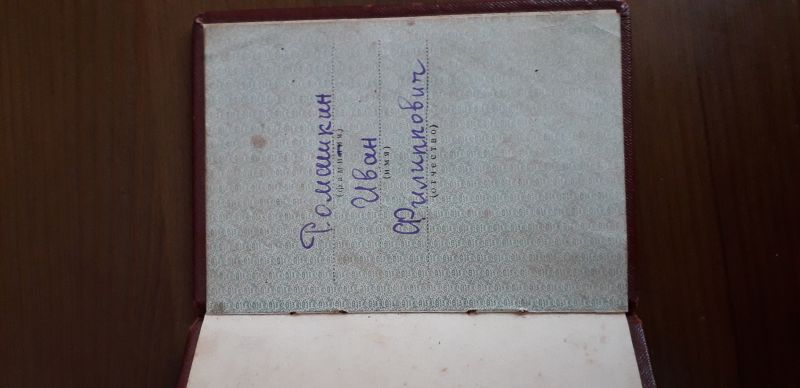 Ромашкин
(фамилия)
Иван
(имя)
Филиппович
(отчество)